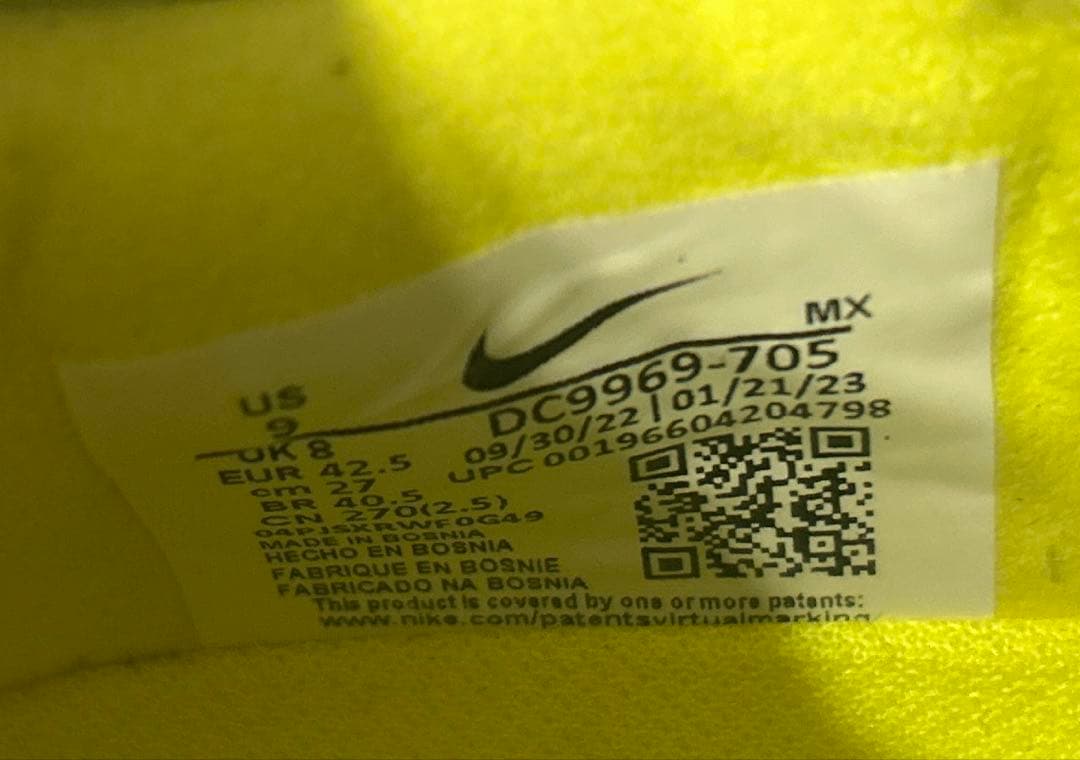 MX
US
9
UK 8
EUR 42.5
cm 27
BR 40.5
CN 270(2.5)
MADE IN BOSNIA
HECHO EN BOSNIA
FABRIQUE EN BOSNIE
FABRICADO NA BOSNIA
DC9969-705
09/30/22 | 01/21/23
UPC 00196604204798
This product is covered by one or more patents:
www.nike.com/patentsvirtualmarking